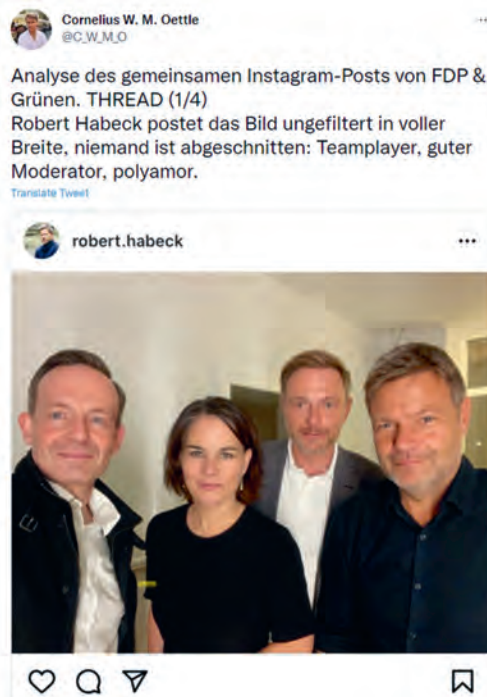 Cornelius W. M. Oettle
@C_W_M_O
Analyse des gemeinsamen Instagram-Posts von FDP &
Grünen. THREAD (1/4)
Robert Habeck postet das Bild ungefiltert in voller
Breite, niemand ist abgeschnitten: Teamplayer, guter
Moderator, polyamor.
Translate Tweet
robert.habeck